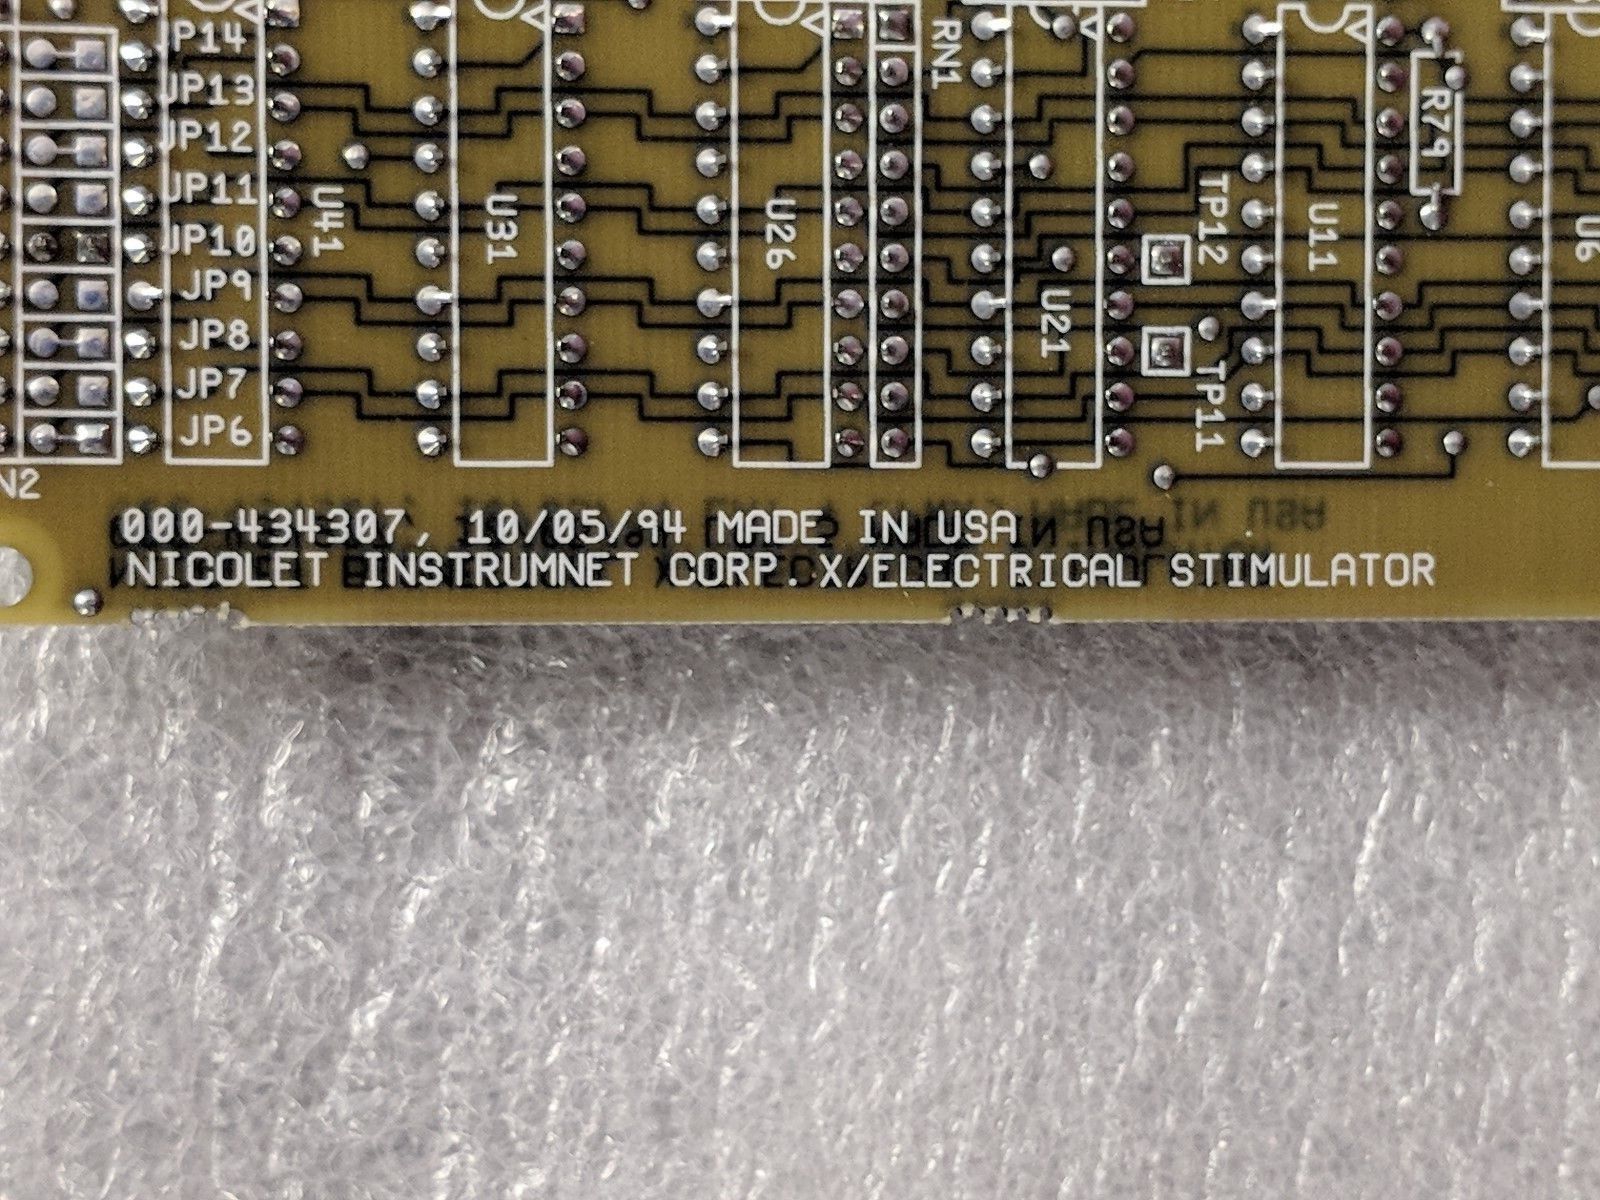 P14
JP13
JP12
JP11
JP10
JP9
JP8
JP7
JP6
N2
U41
U31
U26
RN1
U21
TP12
TP11
U11
R79
U6
000-434307, 10/05/94 MADE IN USA
NICOLET INSTRUMNET CORP. X/ELECTRICAL STIMULATOR